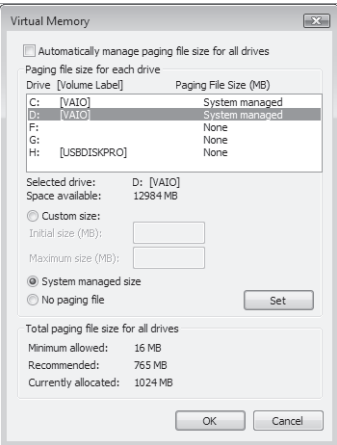 Virtual Memory
Automatically manage paging file size for all drives
Paging file size for each drive
Drive [Volume Label] Paging File Size (MB)
C: [VAIO] System managed
D: [VAIO] System managed
F: None
G: None
H: [USBDISKPRO] None
Selected drive: D: [VAIO]
Space available: 12984 MB
Custom size:
Initial size (MB):
Maximum size (MB):
System managed size
No paging file Set
Total paging file size for all drives
Minimum allowed: 16 MB
Recommended: 765 MB
Currently allocated: 1024 MB
OK Cancel